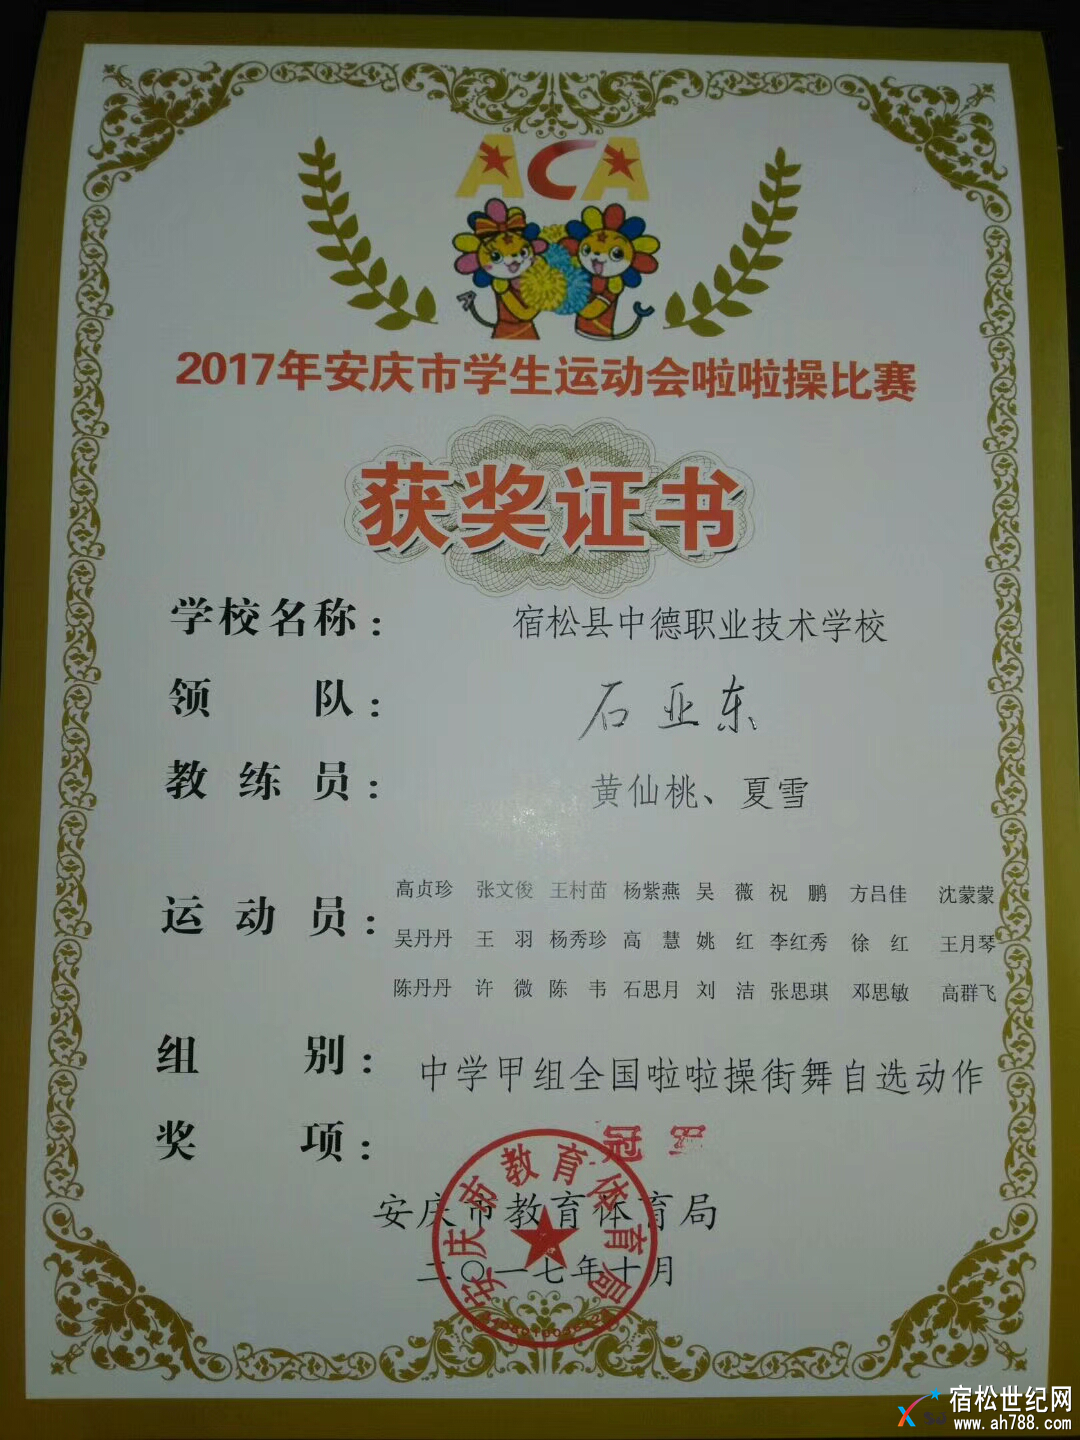 ACA
2017年安庆市学生运动会啦啦操比赛
获奖证书
学校名称： 宿松县中德职业技术学校
领队： 石亚东
教练员： 黄仙桃、夏雪
高贞珍 张文俊 王村苗 杨紫燕 吴薇 祝鹏 方吕佳 沈蒙蒙
运动员： 吴丹丹 王羽 杨秀珍 高慧 姚红 李红秀 徐红 王月琴
陈丹丹 许微 陈韦 石思月 刘洁 张思琪 邓思敏 高群飞
组别： 中学甲组全国啦啦操街舞自选动作
奖项： 冠军
安庆市教育体育局
二〇一七年十月
安庆市教育体育局
宿松世纪网
www.ah788.com